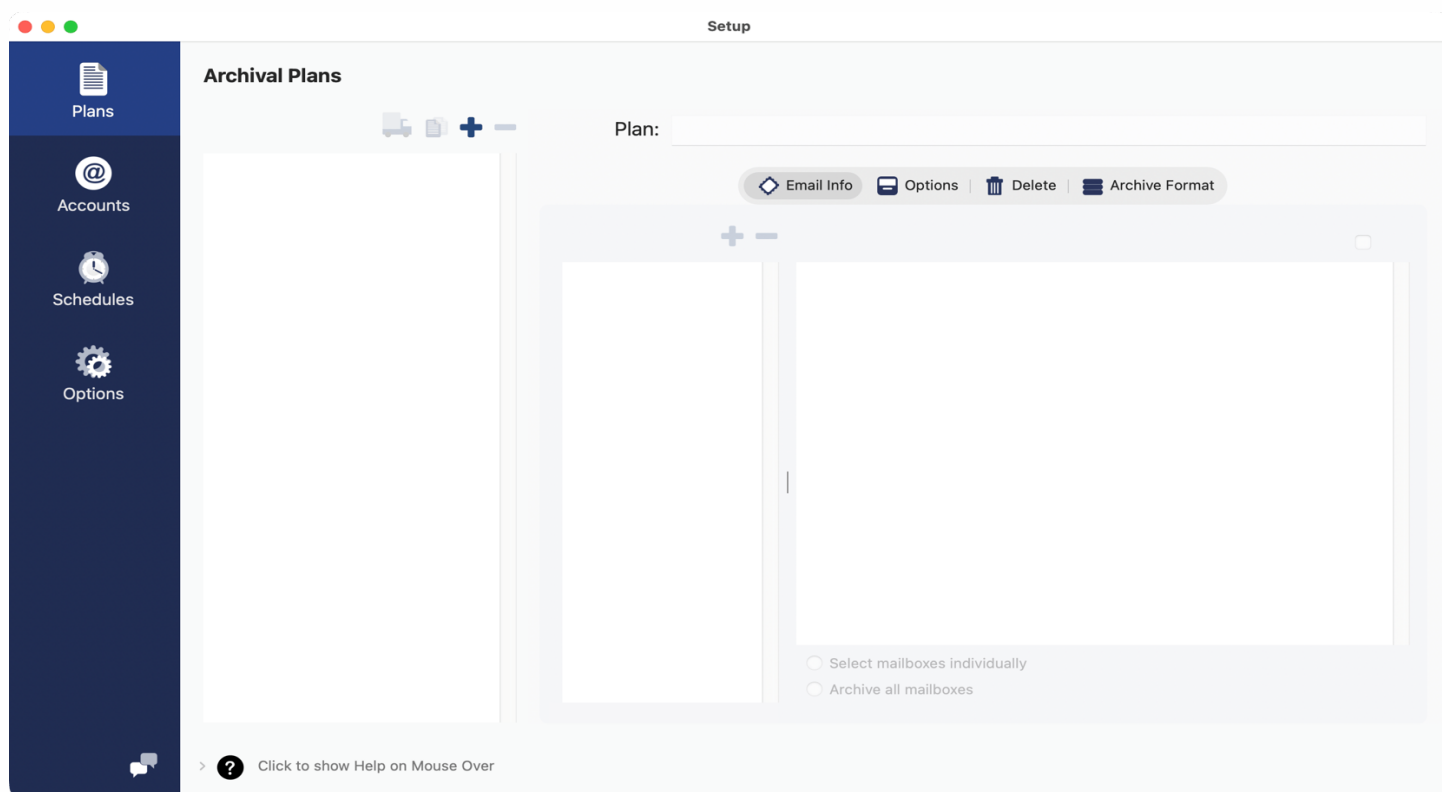 Setup
Plans
Accounts
Schedules
Options
Archival Plans
Plan:
Email Info
Options
Delete
Archive Format
Select mailboxes individually
Archive all mailboxes
? Click to show Help on Mouse Over